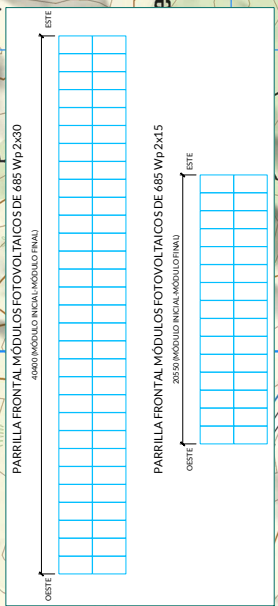 PARRILLA FRONTAL MÓDULOS FOTOVOLTAICOS DE 685 Wp 2x30
OESTE
40400 (MÓDULO INICIAL-MÓDULO FINAL)
ESTE
PARRILLA FRONTAL MÓDULOS FOTOVOLTAICOS DE 685 Wp 2x15
OESTE
20550 (MÓDULO INICIAL-MÓDULO FINAL)
ESTE